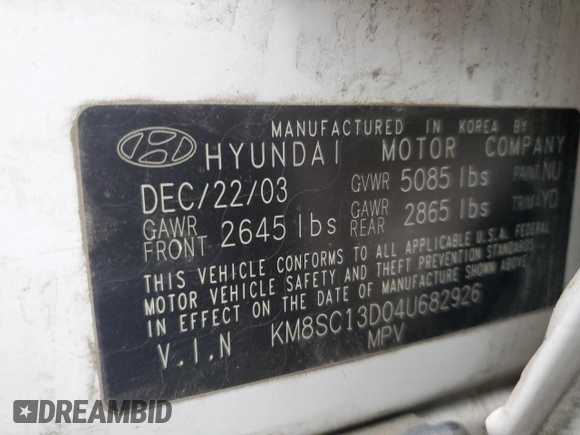 MANUFACTURED IN KOREA BY
HYUNDAI MOTOR COMPANY
DEC/22/03 GVWR 5085 lbs PAINT:NU
GAWR FRONT 2645 lbs GAWR REAR 2865 lbs TRIM:YD
THIS VEHICLE CONFORMS TO ALL APPLICABLE U.S.A. FEDERAL
MOTOR VEHICLE SAFETY AND THEFT PREVENTION STANDARDS
IN EFFECT ON THE DATE OF MANUFACTURE SHOWN ABOVE.
V.I.N KM8SC13D04U682926
MPV
DREAMBID